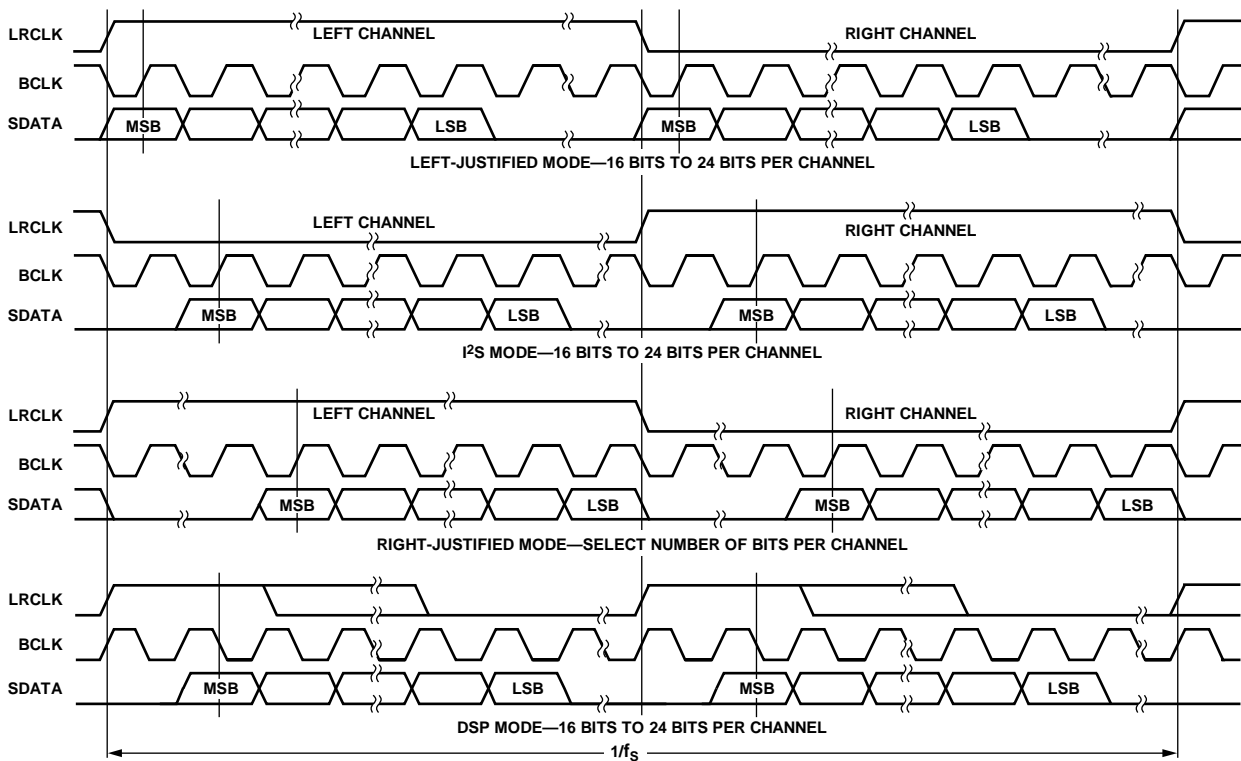 LRCLK LEFT CHANNEL RIGHT CHANNEL
BCLK
SDATA MSB LSB MSB LSB
LEFT-JUSTIFIED MODE—16 BITS TO 24 BITS PER CHANNEL
LRCLK LEFT CHANNEL RIGHT CHANNEL
BCLK
SDATA MSB LSB MSB LSB
I²S MODE—16 BITS TO 24 BITS PER CHANNEL
LRCLK LEFT CHANNEL RIGHT CHANNEL
BCLK
SDATA MSB LSB MSB LSB
RIGHT-JUSTIFIED MODE—SELECT NUMBER OF BITS PER CHANNEL
LRCLK
BCLK
SDATA MSB LSB MSB LSB
DSP MODE—16 BITS TO 24 BITS PER CHANNEL
1/fS